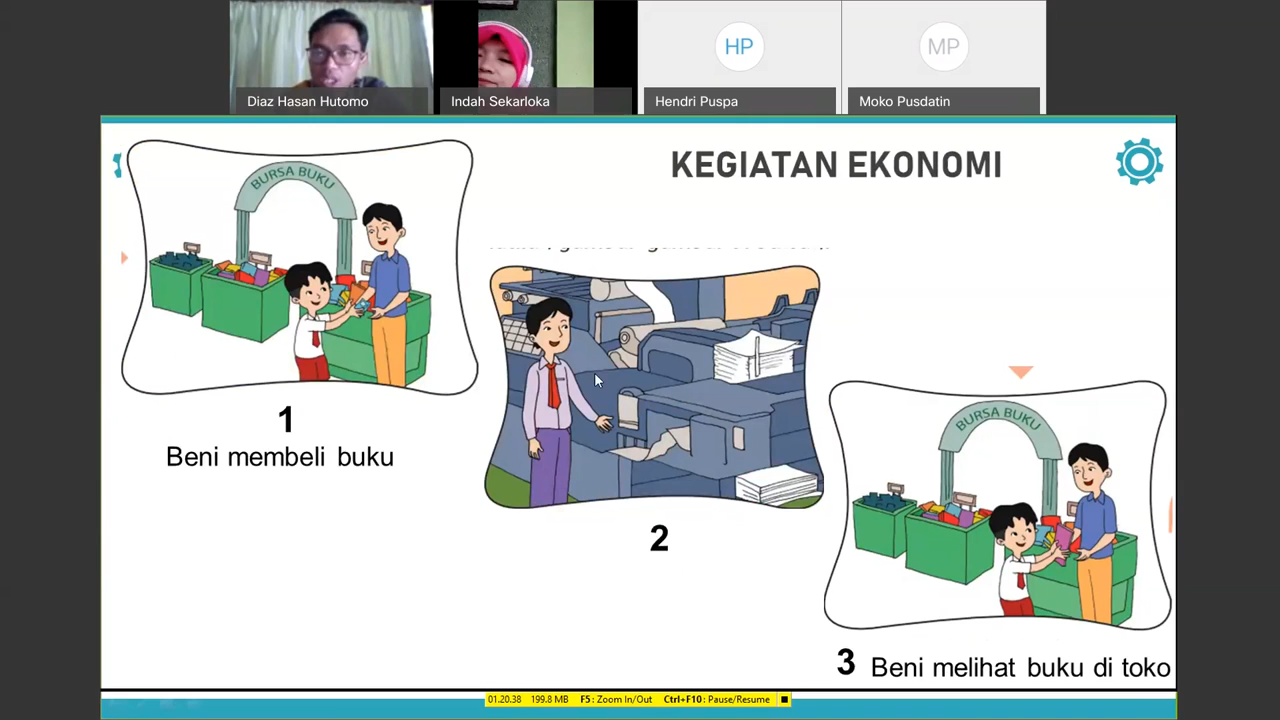 HP
MP
Diaz Hasan Hutomo
Indah Sekarloka
Hendri Puspa
Moko Pusdatin
KEGIATAN EKONOMI
BURSA BUKU
1
Beni membeli buku
2
BURSA BUKU
3 Beni melihat buku di toko
01.20.38 199.8 MB F5: Zoom In/Out Ctrl+F10: Pause/Resume